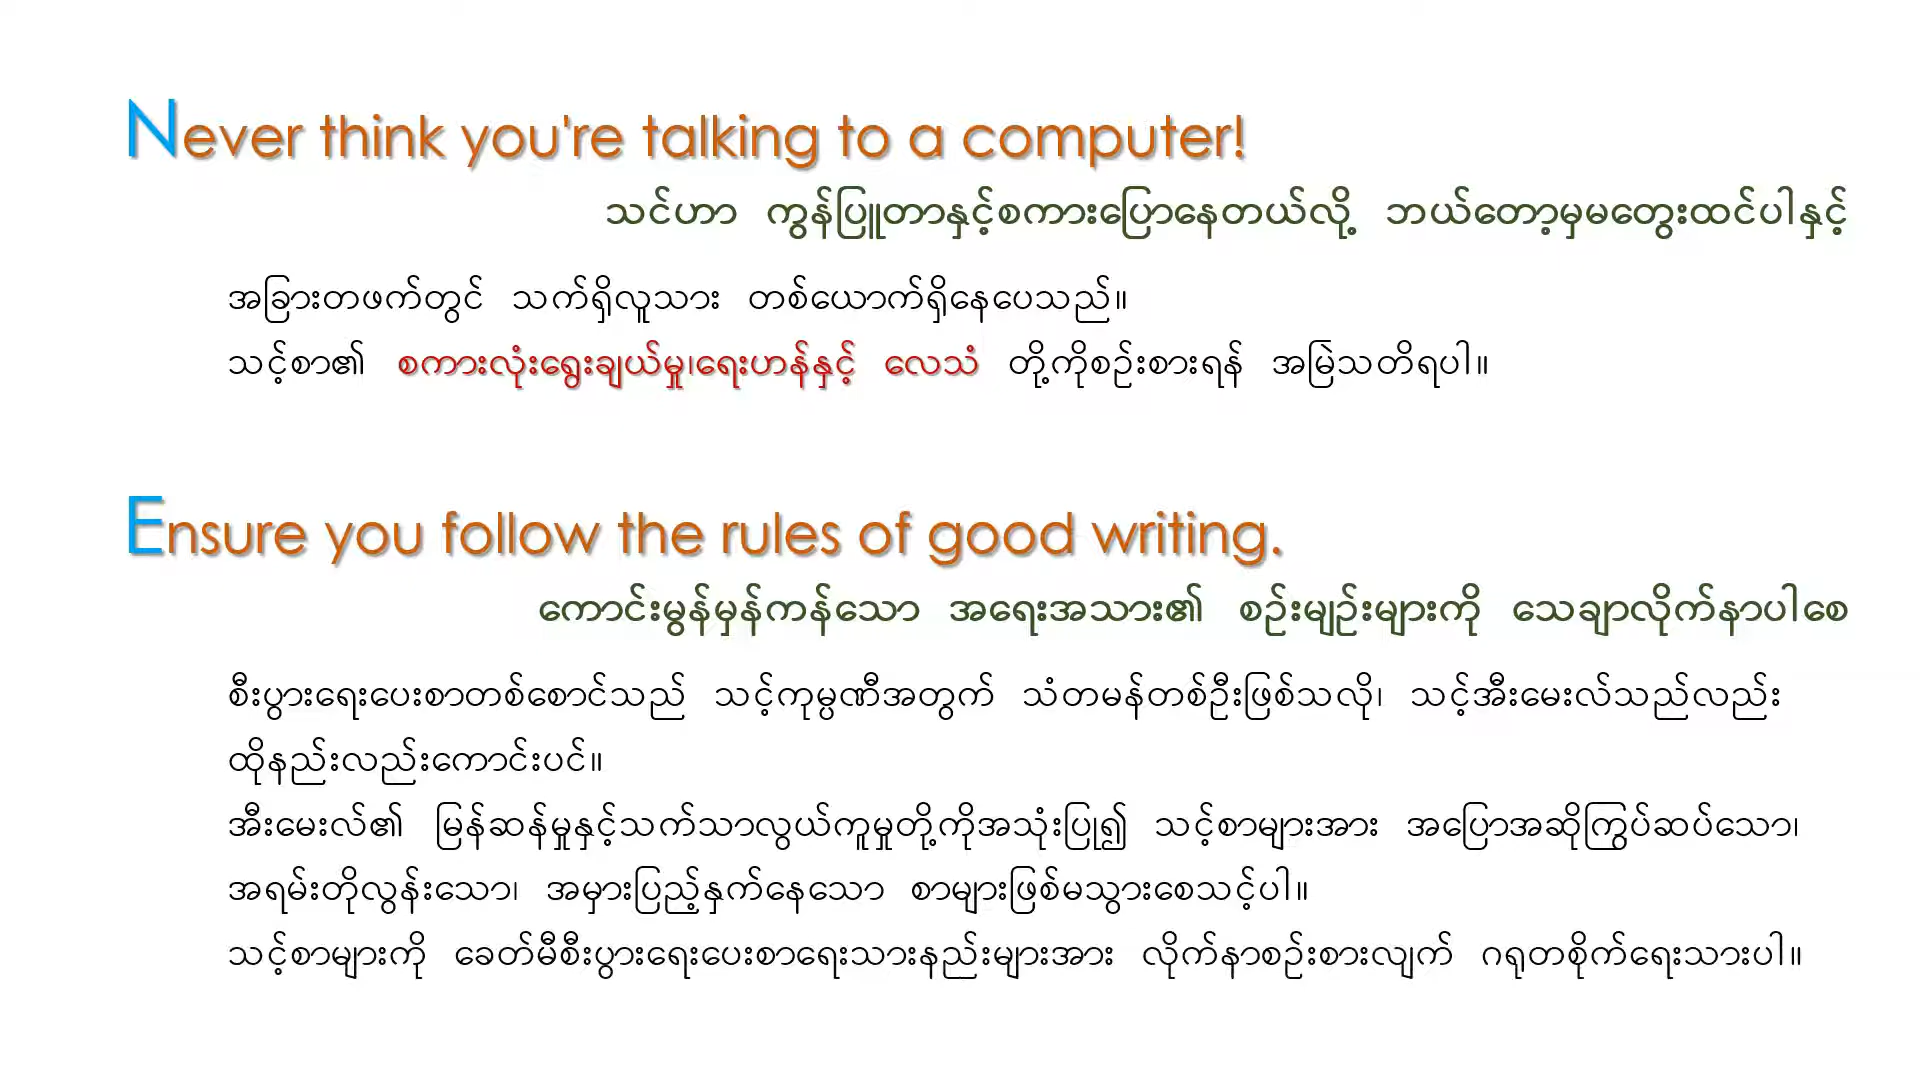 Never think you're talking to a computer!
သင်ဟာ ကွန်ပြူတာနှင့်စကားပြောနေတယ်လို့ ဘယ်တော့မှမတွေးထင်ပါနှင့်
အခြားတဖက်တွင် သက်ရှိလူသား တစ်ယောက်ရှိနေပေသည်။
သင့်စာ၏ စကားလုံးရွေးချယ်မှု၊ရေးဟန်နှင့် လေသံ တို့ကိုစဉ်းစားရန် အမြဲသတိရပါ။
Ensure you follow the rules of good writing.
ကောင်းမွန်မှန်ကန်သော အရေးအသား၏ စဉ်းမျဉ်းများကို သေချာလိုက်နာပါစေ
စီးပွားရေးပေးစာတစ်စောင်သည် သင့်ကုမ္ပဏီအတွက် သံတမန်တစ်ဦးဖြစ်သလို၊ သင့်အီးမေးလ်သည်လည်း
ထိုနည်းလည်းကောင်းပင်။
အီးမေးလ်၏ မြန်ဆန်မှုနှင့်သက်သာလွယ်ကူမှုတို့ကိုအသုံးပြု၍ သင့်စာများအား အပြောအဆိုကြွပ်ဆပ်သော၊
အရမ်းတိုလွန်းသော၊ အမှားပြည့်နှက်နေသော စာများဖြစ်မသွားစေသင့်ပါ။
သင့်စာများကို ခေတ်မီစီးပွားရေးပေးစာရေးသားနည်းများအား လိုက်နာစဉ်းစားလျက် ဂရုတစိုက်ရေးသားပါ။